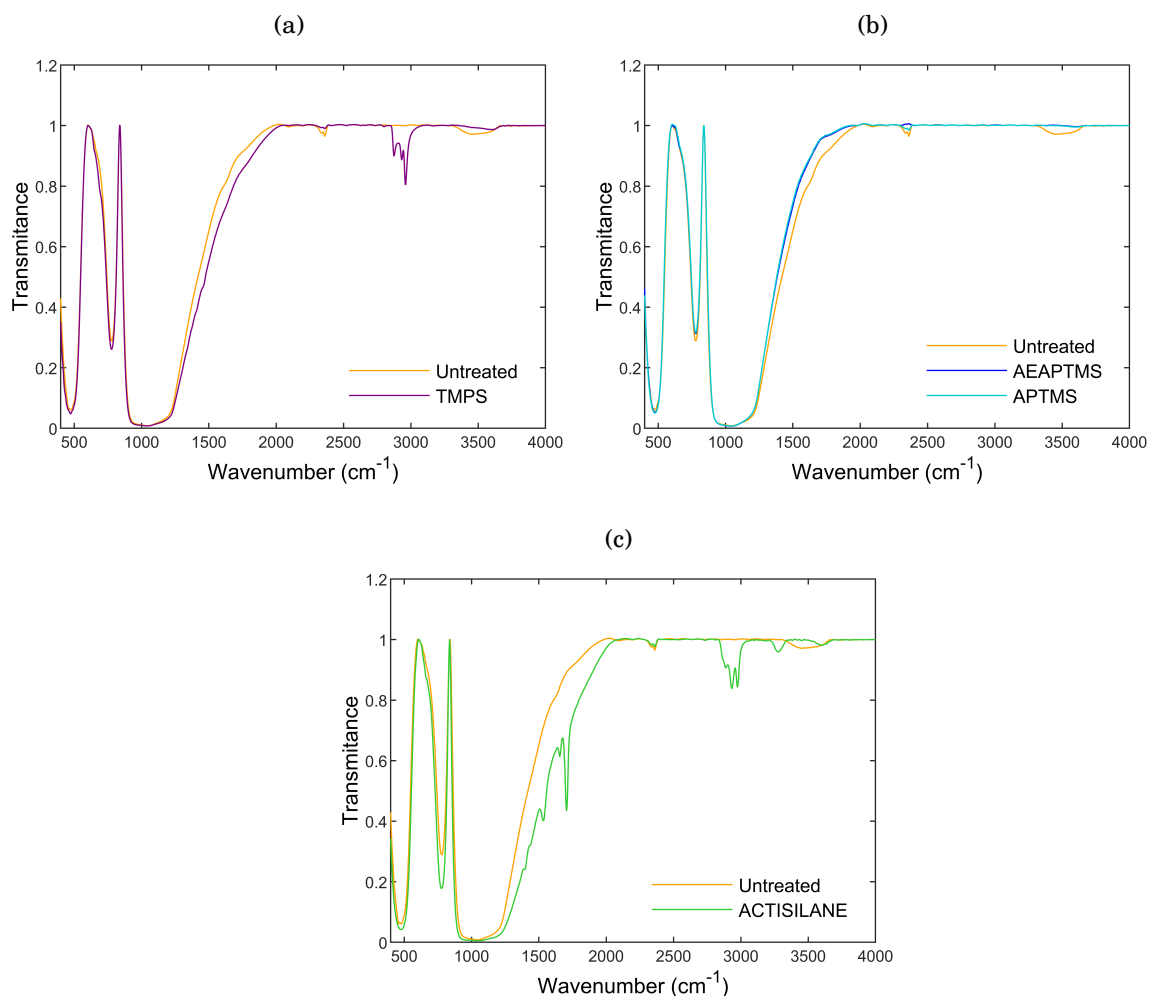 (a)
1.2
1
0.8
0.6
0.4
0.2
0
Transmitance
Untreated
TMPS
500 1000 1500 2000 2500 3000 3500 4000
Wavenumber (cm-1)
(b)
1.2
1
0.8
0.6
0.4
0.2
0
Transmitance
Untreated
AEAPTMS
APTMS
500 1000 1500 2000 2500 3000 3500 4000
Wavenumber (cm-1)
(c)
1.2
1
0.8
0.6
0.4
0.2
0
Transmitance
Untreated
ACTISILANE
500 1000 1500 2000 2500 3000 3500 4000
Wavenumber (cm-1)